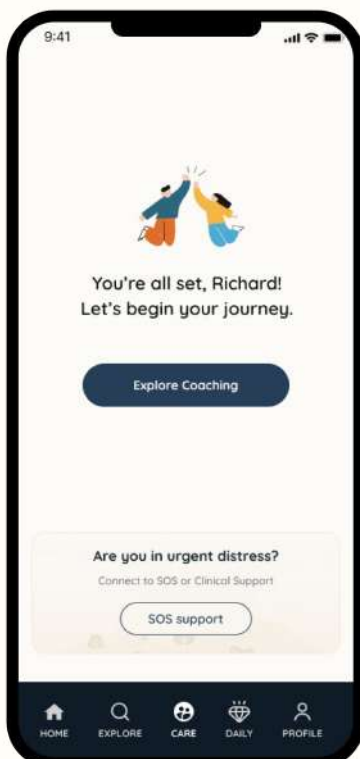 9:41
You're all set, Richard!
Let's begin your journey.
Explore Coaching
Are you in urgent distress?
Connect to SOS or Clinical Support
SOS support
HOME EXPLORE CARE DAILY PROFILE